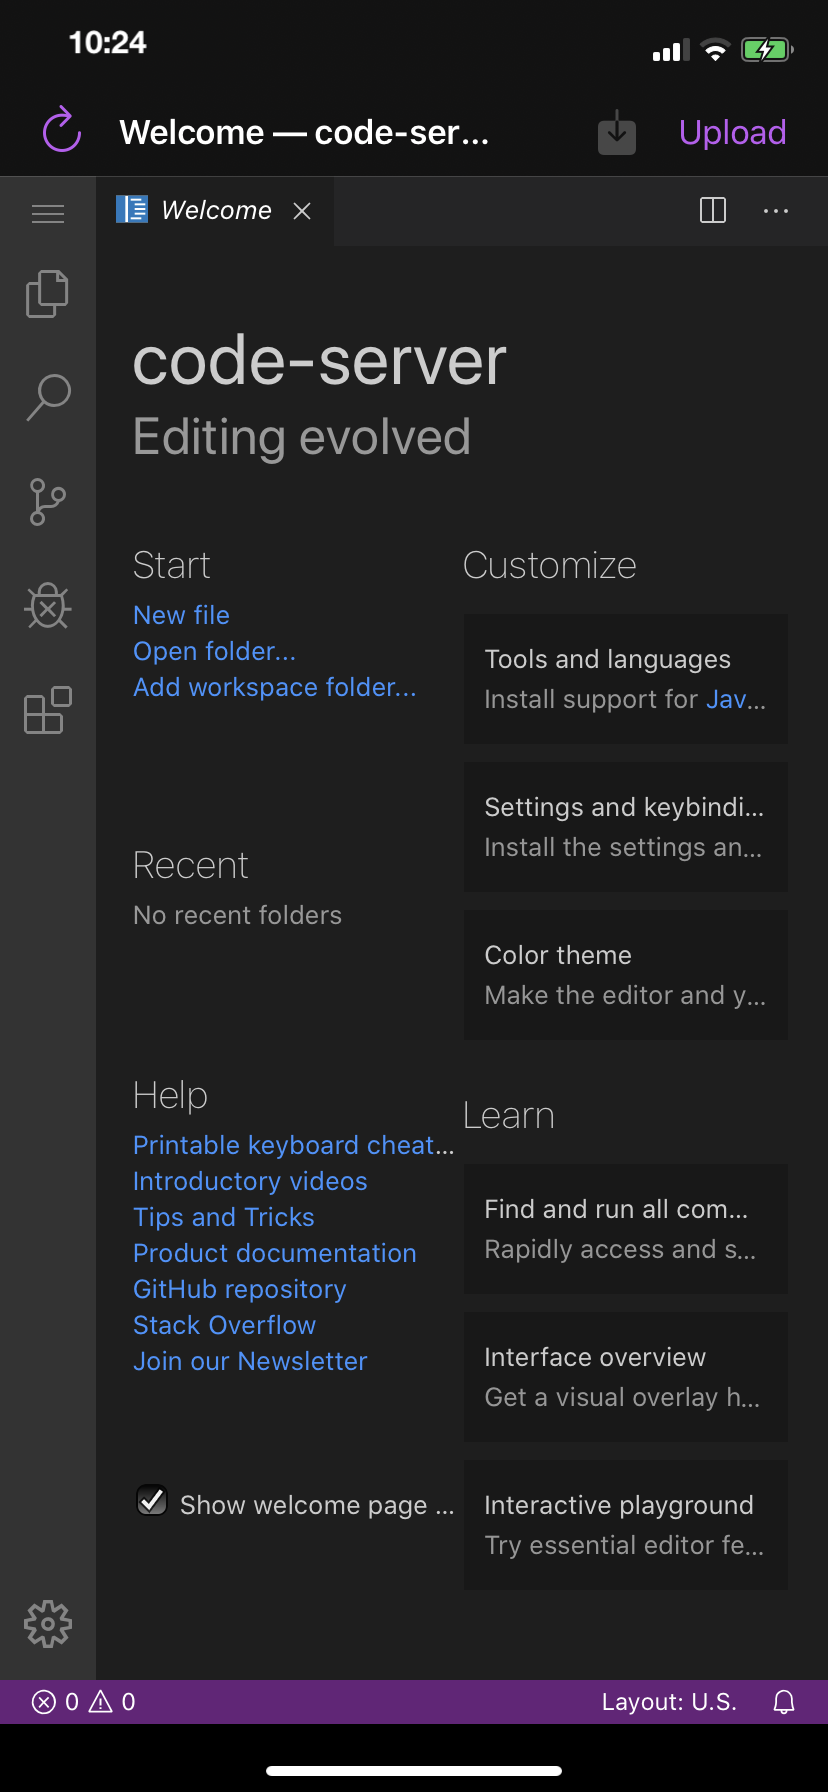 10:24
Welcome — code-ser...
Upload
Welcome
code-server
Editing evolved
Start
New file
Open folder...
Add workspace folder...
Recent
No recent folders
Help
Printable keyboard cheat...
Introductory videos
Tips and Tricks
Product documentation
GitHub repository
Stack Overflow
Join our Newsletter
Show welcome page ...
Customize
Tools and languages
Install support for Jav...
Settings and keybindi...
Install the settings an...
Color theme
Make the editor and y...
Learn
Find and run all com...
Rapidly access and s...
Interface overview
Get a visual overlay h...
Interactive playground
Try essential editor fe...
0 0
Layout: U.S.